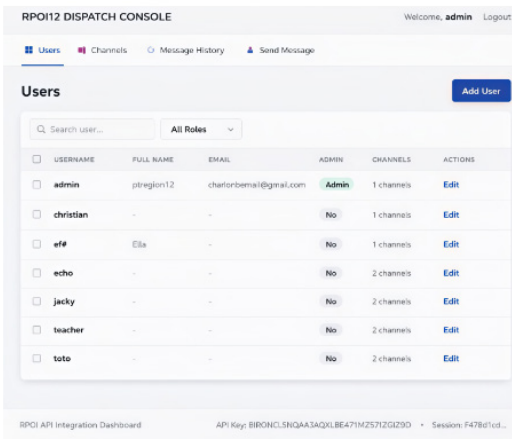 RPOI12 DISPATCH CONSOLE Welcome, admin Logout
Users Channels Message History Send Message
Users Add User
Search user... All Roles
USERNAME FULL NAME EMAIL ADMIN CHANNELS ACTIONS
admin ptregion12 charlonbemail@gmail.com Admin 1 channels Edit
christian - - No 1 channels Edit
ef# Ella - No 1 channels Edit
echo - - No 2 channels Edit
jacky - - No 2 channels Edit
teacher - - No 2 channels Edit
toto - - No 2 channels Edit
RPOI API Integration Dashboard API Key: • Session: F478d1cd...